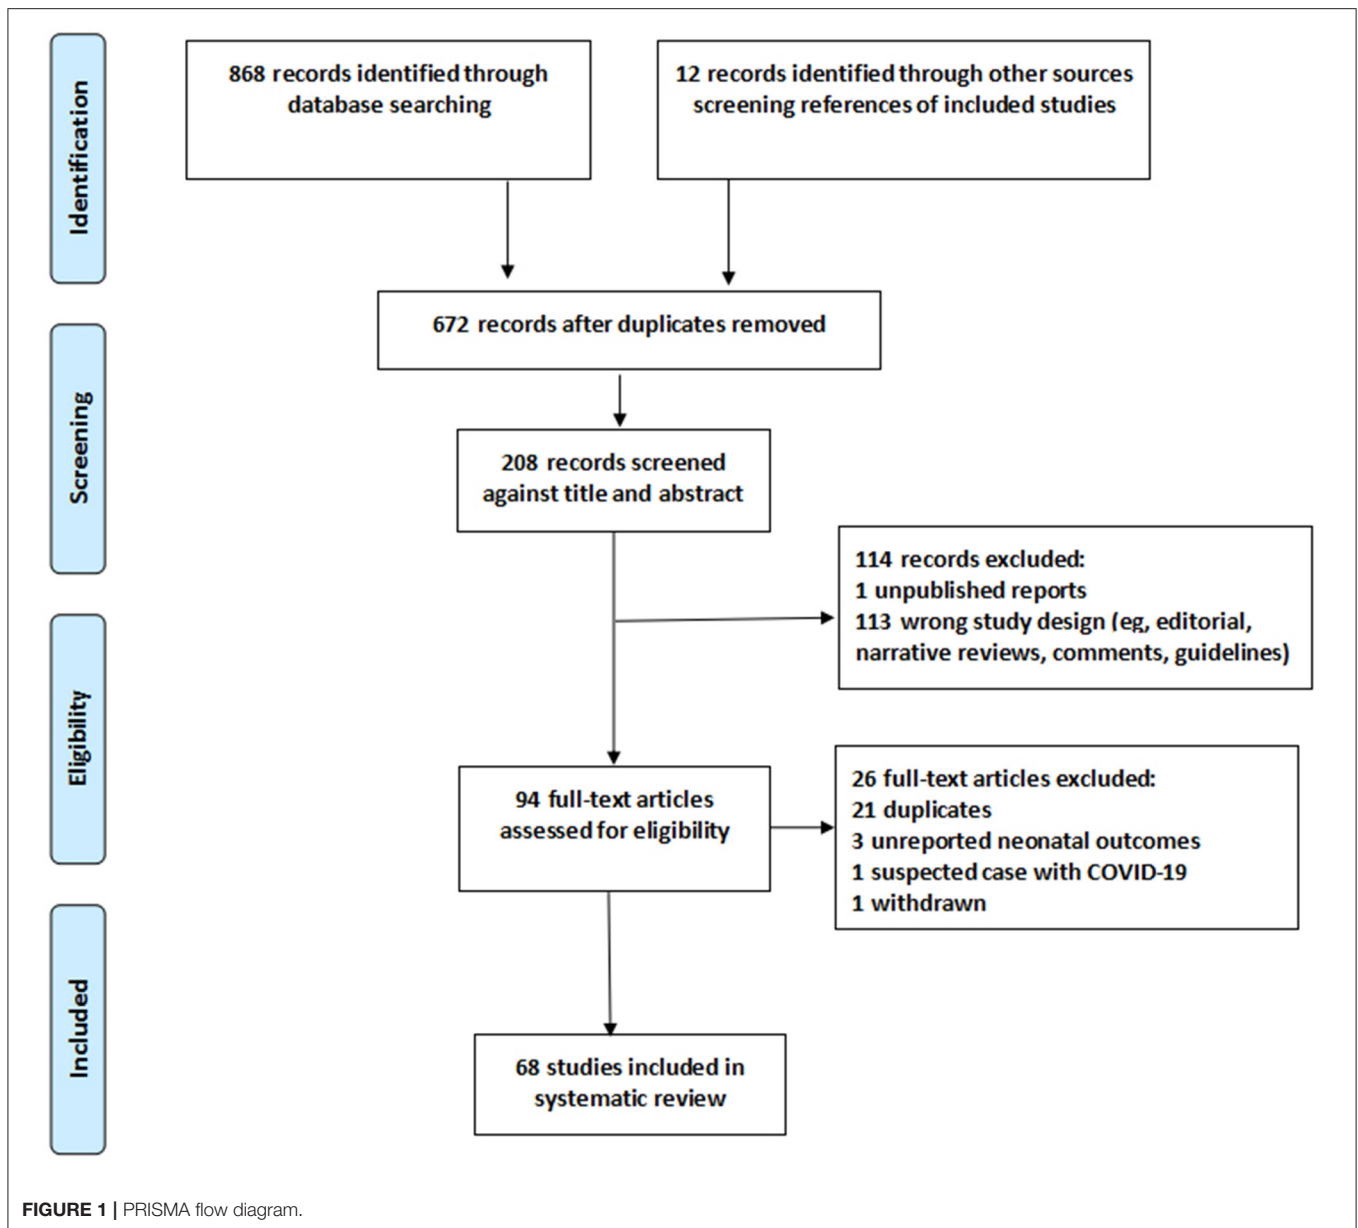 Identification
868 records identified through
database searching
12 records identified through other sources
screening references of included studies
672 records after duplicates removed
Screening
208 records screened
against title and abstract
114 records excluded:
1 unpublished reports
113 wrong study design (eg, editorial,
narrative reviews, comments, guidelines)
Eligibility
94 full-text articles
assessed for eligibility
26 full-text articles excluded:
21 duplicates
3 unreported neonatal outcomes
1 suspected case with COVID-19
1 withdrawn
Included
68 studies included in
systematic review
FIGURE 1 | PRISMA flow diagram.